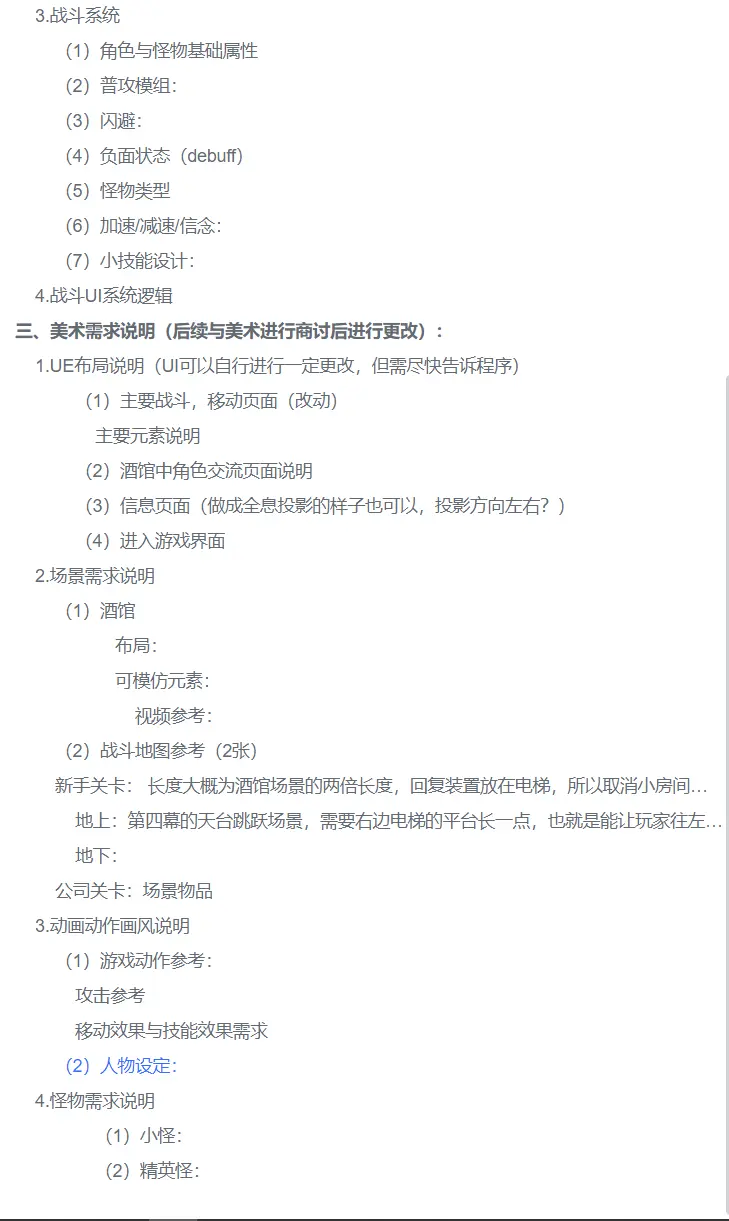 3.战斗系统
（1）角色与怪物基础属性
（2）普攻模组：
（3）闪避：
（4）负面状态（debuff）
（5）怪物类型
（6）加速/减速/信念：
（7）小技能设计：
4.战斗UI系统逻辑
三、美术需求说明（后续与美术进行商讨后进行更改）：
1.UE布局说明（UI可以自行进行一定更改，但需尽快告诉程序）
（1）主要战斗，移动页面（改动）
主要元素说明
（2）酒馆中角色交流页面说明
（3）信息页面（做成全息投影的样子也可以，投影方向左右？）
（4）进入游戏界面
2.场景需求说明
（1）酒馆
布局：
可模仿元素：
视频参考：
（2）战斗地图参考（2张）
新手关卡： 长度大概为酒馆场景的两倍长度，回复装置放在电梯，所以取消小房间...
地上：第四幕的天台跳跃场景，需要右边电梯的平台长一点，也就是能让玩家往左...
地下：
公司关卡：场景物品
3.动画动作画风说明
（1）游戏动作参考：
攻击参考
移动效果与技能效果需求
（2）人物设定：
4.怪物需求说明
（1）小怪：
（2）精英怪：